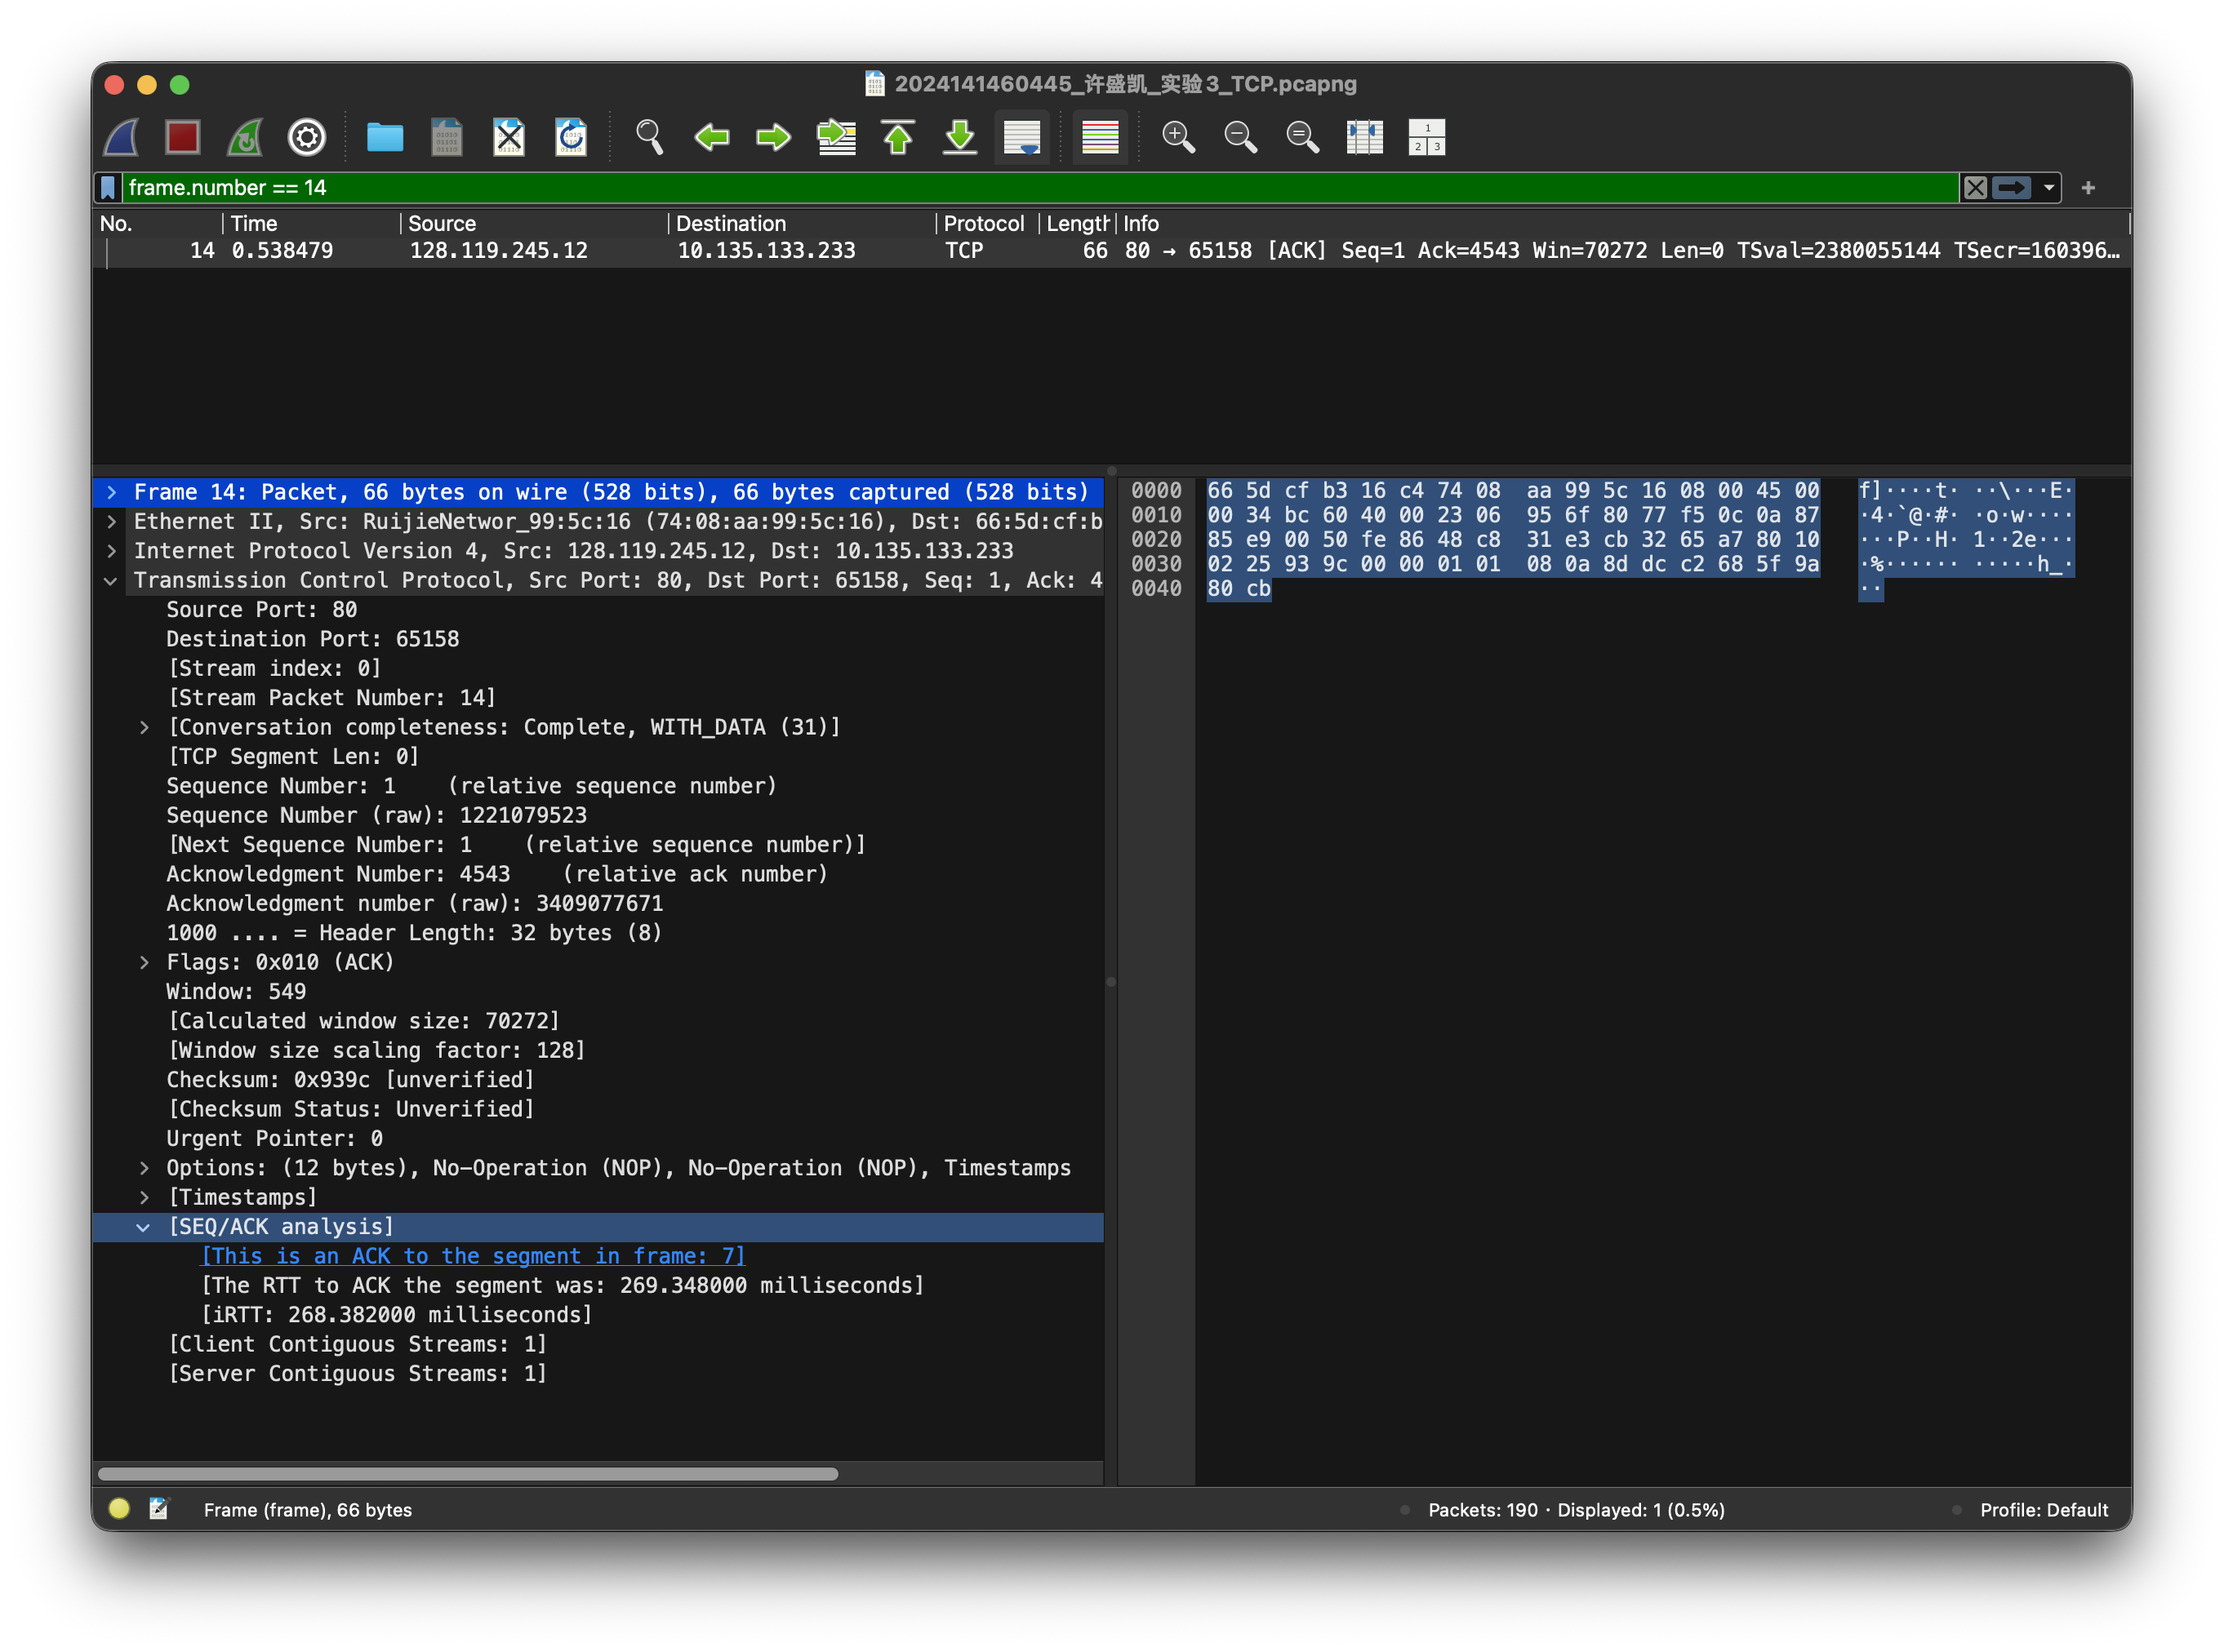 2024141460445_许盛凯_实验3_TCP.pcapng
frame.number == 14
No. Time Source Destination Protocol Length Info
14 0.538479 128.119.245.12 10.135.133.233 TCP 66 80 → 65158 [ACK] Seq=1 Ack=4543 Win=70272 Len=0 TSval=2380055144 TSecr=160396…
Frame 14: Packet, 66 bytes on wire (528 bits), 66 bytes captured (528 bits)
Ethernet II, Src: RuijieNetwor_99:5c:16 (74:08:aa:99:5c:16), Dst: 66:5d:cf:b
Internet Protocol Version 4, Src: 128.119.245.12, Dst: 10.135.133.233
Transmission Control Protocol, Src Port: 80, Dst Port: 65158, Seq: 1, Ack: 4
Source Port: 80
Destination Port: 65158
[Stream index: 0]
[Stream Packet Number: 14]
[Conversation completeness: Complete, WITH_DATA (31)]
[TCP Segment Len: 0]
Sequence Number: 1    (relative sequence number)
Sequence Number (raw): 1221079523
[Next Sequence Number: 1    (relative sequence number)]
Acknowledgment Number: 4543    (relative ack number)
Acknowledgment number (raw): 3409077671
1000 .... = Header Length: 32 bytes (8)
Flags: 0x010 (ACK)
Window: 549
[Calculated window size: 70272]
[Window size scaling factor: 128]
Checksum: 0x939c [unverified]
[Checksum Status: Unverified]
Urgent Pointer: 0
Options: (12 bytes), No-Operation (NOP), No-Operation (NOP), Timestamps
[Timestamps]
[SEQ/ACK analysis]
[This is an ACK to the segment in frame: 7]
[The RTT to ACK the segment was: 269.348000 milliseconds]
[iRTT: 268.382000 milliseconds]
[Client Contiguous Streams: 1]
[Server Contiguous Streams: 1]
0000 66 5d cf b3 16 c4 74 08 aa 99 5c 16 08 00 45 00 f]····t· ··\···E·
0010 00 34 bc 60 40 00 23 06 95 6f 80 77 f5 0c 0a 87 ·4·`@·#· ·o·w····
0020 85 e9 00 50 fe 86 48 c8 31 e3 cb 32 65 a7 80 10 ···P··H· 1··2e···
0030 02 25 93 9c 00 00 01 01 08 0a 8d dc c2 68 5f 9a ·%······ ·····h_·
0040 80 cb ··
Frame (frame), 66 bytes
Packets: 190 · Displayed: 1 (0.5%)
Profile: Default